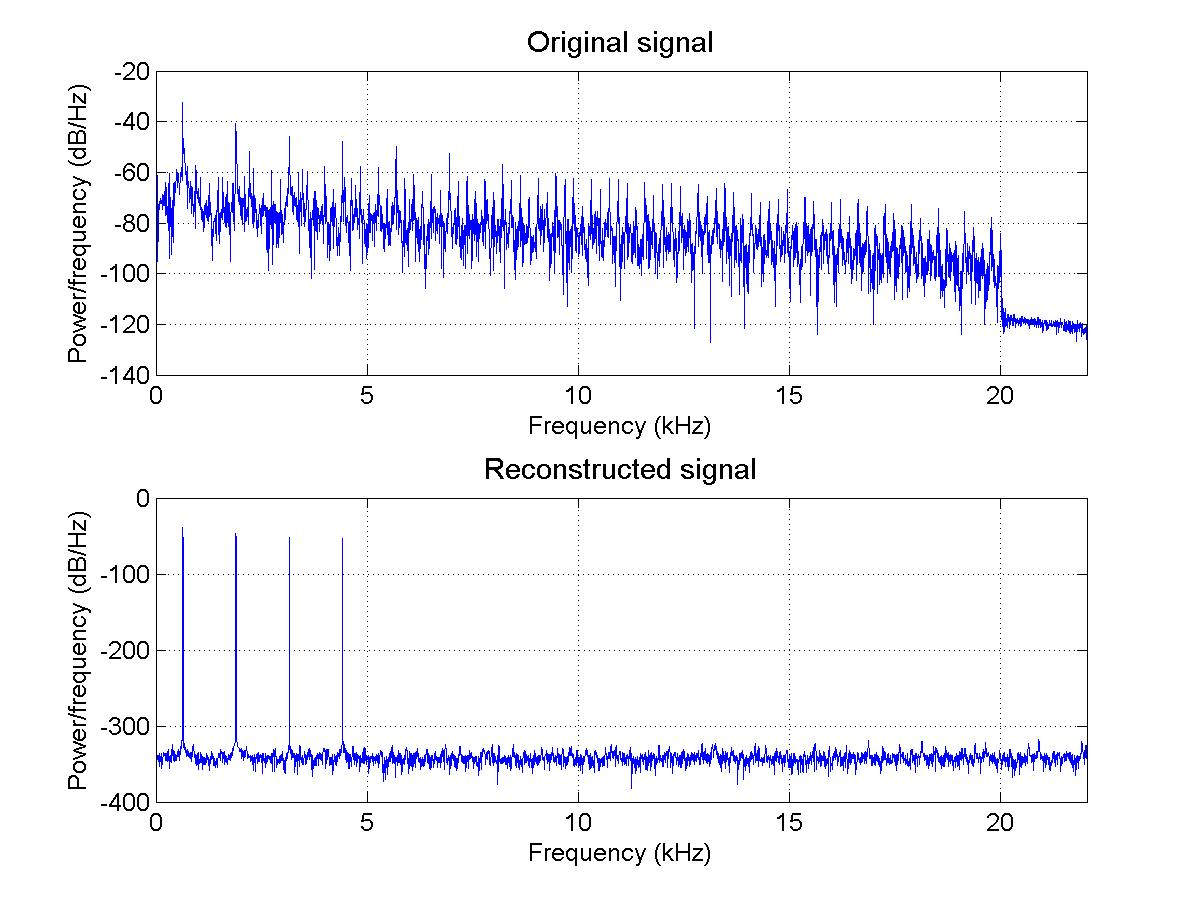 Original signal
Power/frequency (dB/Hz)
-20
-40
-60
-80
-100
-120
-140
0 5 10 15 20
Frequency (kHz)
Reconstructed signal
Power/frequency (dB/Hz)
0
-100
-200
-300
-400
0 5 10 15 20
Frequency (kHz)